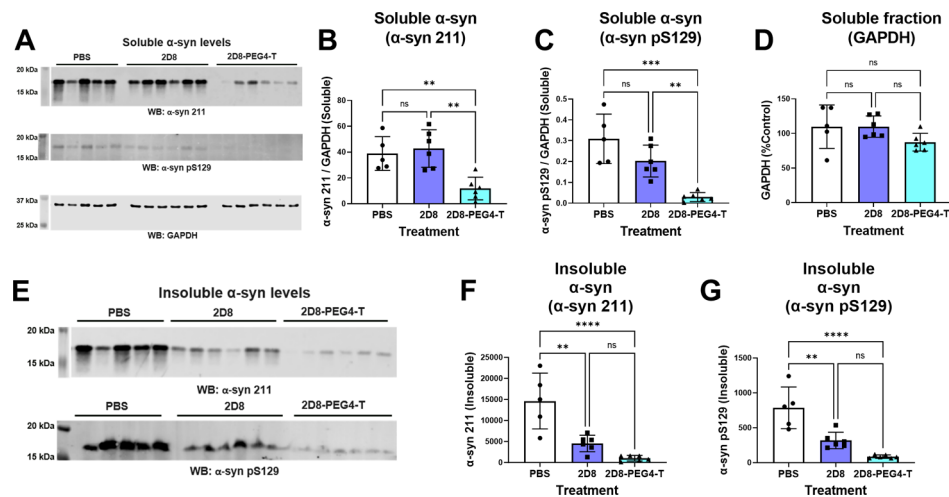 A
Soluble α-syn levels
PBS 2D8 2D8-PEG4-T
20 kDa
15 kDa
WB: α-syn 211
20 kDa
15 kDa
WB: α-syn pS129
37 kDa
25 kDa
WB: GAPDH
B
Soluble α-syn
(α-syn 211)
α-syn 211 / GAPDH (Soluble)
80
60
40
20
0
**
ns
**
PBS 2D8 2D8-PEG4-T
Treatment
C
Soluble α-syn
(α-syn pS129)
α-syn pS129 / GAPDH (Soluble)
0.6
0.4
0.3
0.2
0.1
0.0
***
ns
**
PBS 2D8 2D8-PEG4-T
Treatment
D
Soluble fraction
(GAPDH)
GAPDH (%Control)
200
150
100
50
0
ns
ns
ns
PBS 2D8 2D8-PEG4-T
Treatment
E
Insoluble α-syn levels
PBS 2D8 2D8-PEG4-T
20 kDa
15 kDa
WB: α-syn 211
PBS 2D8 2D8-PEG4-T
20 kDa
15 kDa
WB: α-syn pS129
F
Insoluble
α-syn
(α-syn 211)
α-syn 211 (Insoluble)
25000
20000
15000
10000
5000
0
****
**
ns
PBS 2D8 2D8-PEG4-T
Treatment
G
Insoluble
α-syn
(α-syn pS129)
α-syn pS129 (Insoluble)
1500
1000
500
0
****
**
ns
PBS 2D8 2D8-PEG4-T
Treatment